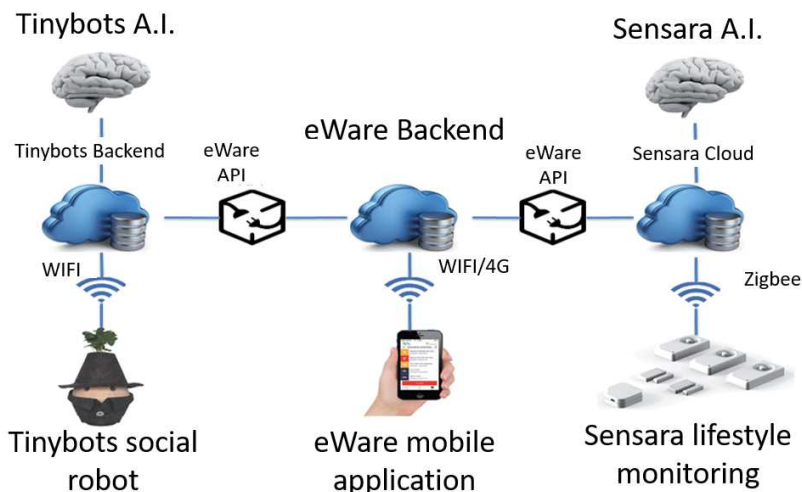 Tinybots A.I.
Sensara A.I.
eWare Backend
Tinybots Backend
eWare
API
eWare
API
Sensara Cloud
WIFI
WIFI/4G
Zigbee
Tinybots social
robot
eWare mobile
application
Sensara lifestyle
monitoring